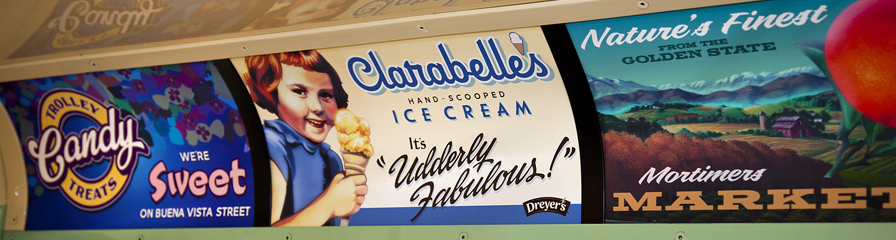 TROLLEY
Candy
TREATS
WE'RE
Sweet
ON BUENA VISTA STREET
Clarabelle's
HAND-SCOOPED
ICE CREAM
It's
"Udderly
Fabulous!"
Dreyer's
Nature's Finest
FROM THE
GOLDEN STATE
Mortimers
MARKET